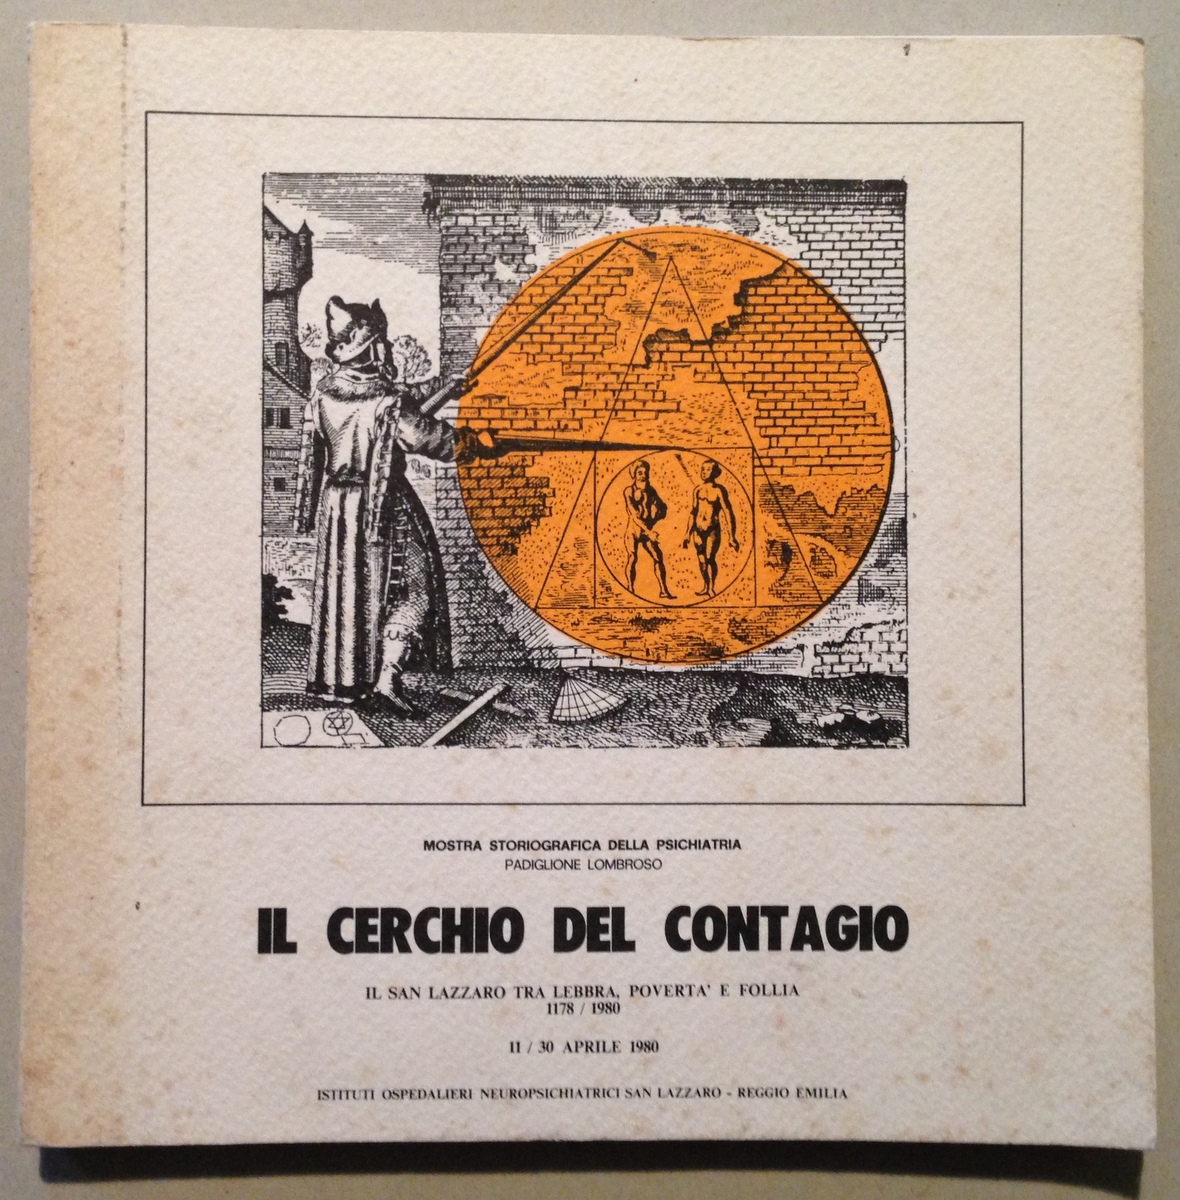 MOSTRA STORIOGRAFICA DELLA PSICHIATRIA
PADIGLIONE LOMBROSO
IL CERCHIO DEL CONTAGIO
IL SAN LAZZARO TRA LEBBRA, POVERTA' E FOLLIA
1178 / 1980
11 / 30 APRILE 1980
ISTITUTI OSPEDALIERI NEUROPSICHIATRICI SAN LAZZARO - REGGIO EMILIA